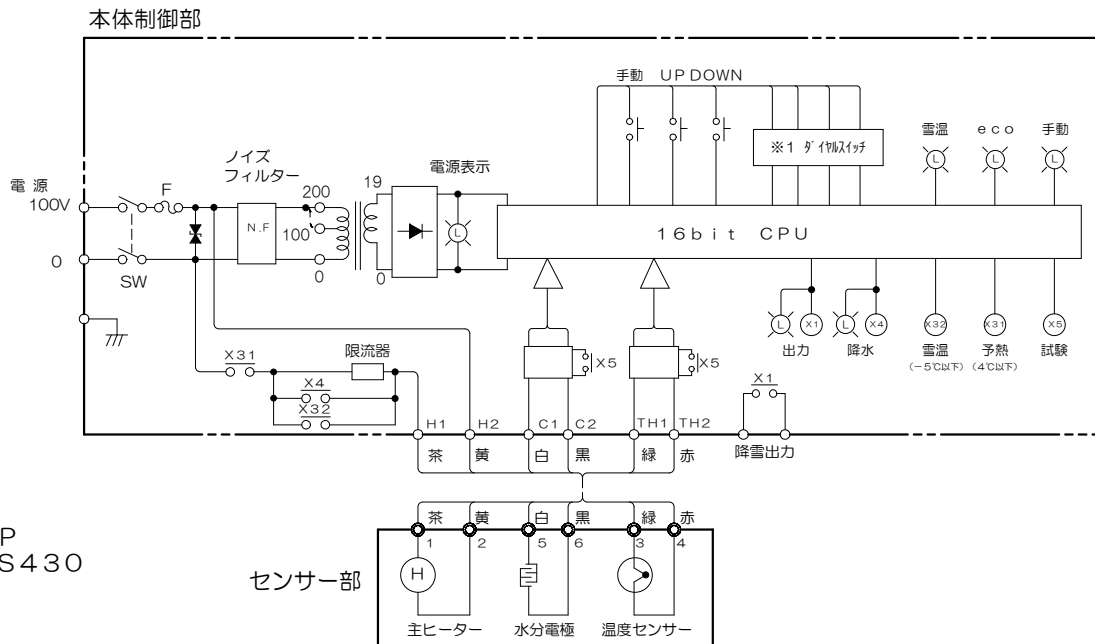 本体制御部
手動 UP DOWN
※1 ダイヤルスイッチ
雪温 eco 手動
L L L
ノイズ
フィルター
電源表示
電源
100V
0
F
SW
N.F
200
100
0
19
0
L
16bit CPU
L X1 L X4 X32 X31 X5
出力 降水 雪温 予熱 試験
(−5℃以下) (4℃以下)
X31
限流器
X4
X32
X5 X5
X1
H1 H2 C1 C2 TH1 TH2
降雪出力
茶 黄 白 黒 緑 赤
茶 黄 白 黒 緑 赤
1 2 5 6 3 4
P
S430
センサー部
H
主ヒーター 水分電極 温度センサー